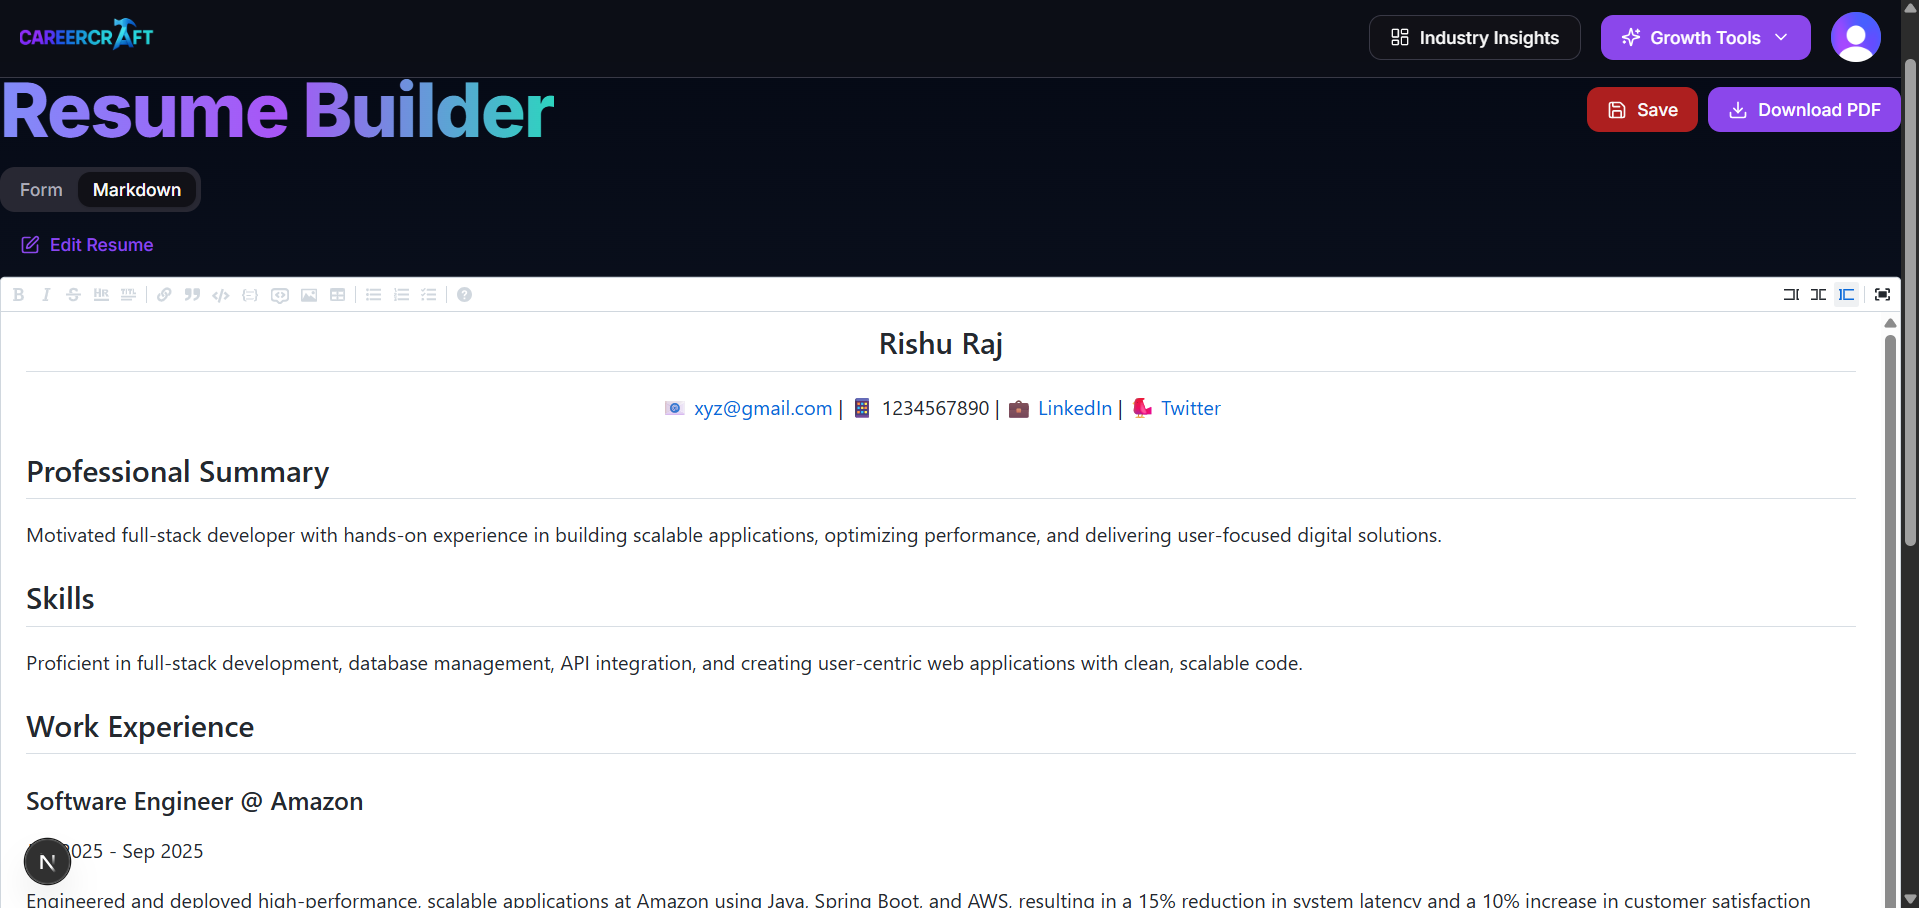 CAREERCRAFT
Industry Insights
Growth Tools
Resume Builder
Save
Download PDF
Form
Markdown
Edit Resume
Rishu Raj
xyz@gmail.com | 1234567890 | LinkedIn | Twitter
Professional Summary
Motivated full-stack developer with hands-on experience in building scalable applications, optimizing performance, and delivering user-focused digital solutions.
Skills
Proficient in full-stack development, database management, API integration, and creating user-centric web applications with clean, scalable code.
Work Experience
Software Engineer @ Amazon
2025 - Sep 2025
N
Engineered and deployed high-performance, scalable applications at Amazon using Java, Spring Boot, and AWS, resulting in a 15% reduction in system latency and a 10% increase in customer satisfaction